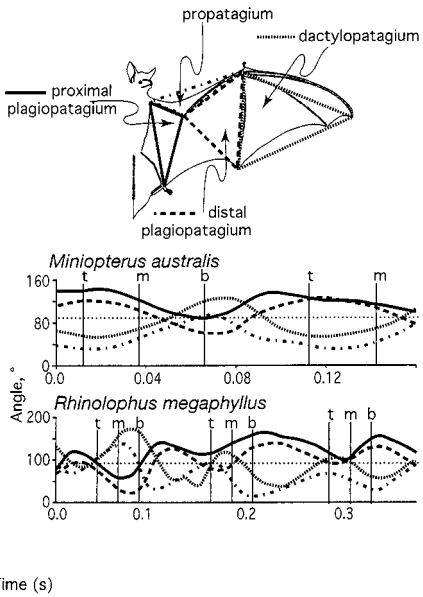 propatagium
dactylopatagium
proximal
plagiopatagium
distal
plagiopatagium
Miniopterus australis
160 t m b t m
80
0
0.0 0.04 0.08 0.12
Angle, °
Rhinolophus megaphyllus
200 t m b t m b t m b
100
0
0.0 0.1 0.2 0.3
ime (s)